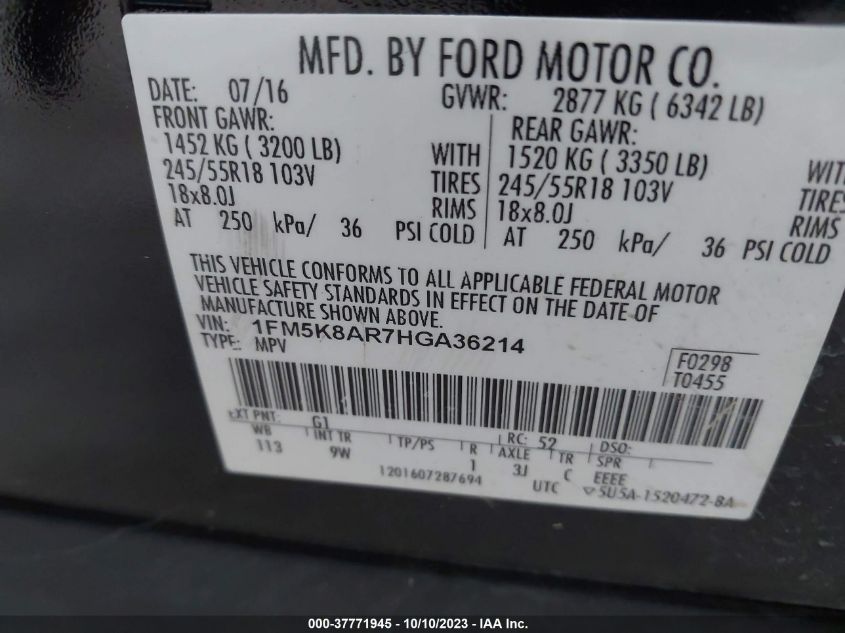 MFD. BY FORD MOTOR CO.
DATE: 07/16 GVWR: 2877 KG ( 6342 LB)
FRONT GAWR: REAR GAWR:
1452 KG ( 3200 LB) WITH 1520 KG ( 3350 LB) WITH
245/55R18 103V TIRES 245/55R18 103V TIRES
18x8.0J RIMS 18x8.0J RIMS
AT 250 kPa/ 36 PSI COLD AT 250 kPa/ 36 PSI COLD
THIS VEHICLE CONFORMS TO ALL APPLICABLE FEDERAL MOTOR
VEHICLE SAFETY STANDARDS IN EFFECT ON THE DATE OF
MANUFACTURE SHOWN ABOVE.
VIN: 1FM5K8AR7HGA36214
TYPE: MPV F0298
T0455
EXT PNT: G1 RC: 52 DSO:
WB INT TR TP/PS R AXLE TR SPR
113 9W 1 3J C EEEE
1201607287694 UTC ▽5U5A-1520472-BA
000-37771945 - 10/10/2023 - IAA Inc.